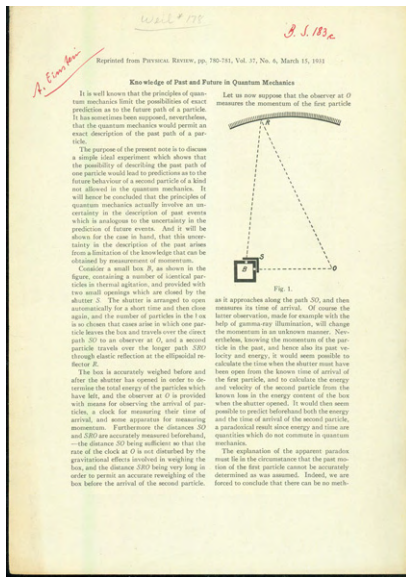 Weil #178
B. S. 183r
A. Einstein
Reprinted from PHYSICAL REVIEW, pp. 780-781, Vol. 37, No. 6, March 15, 1931
Knowledge of Past and Future in Quantum Mechanics
It is well known that the principles of quan-
tum mechanics limit the possibilities of exact
prediction as to the future path of a particle.
It has sometimes been supposed, nevertheless,
that the quantum mechanics would permit an
exact description of the past path of a par-
ticle.
The purpose of the present note is to discuss
a simple ideal experiment which shows that
the possibility of describing the past path of
one particle would lead to predictions as to the
future behaviour of a second particle of a kind
not allowed in the quantum mechanics. It
will hence be concluded that the principles of
quantum mechanics actually involve an un-
certainty in the description of past events
which is analogous to the uncertainty in the
prediction of future events. And it will be
shown for the case in hand, that this uncer-
tainty in the description of the past arises
from a limitation of the knowledge that can be
obtained by measurement of momentum.
Consider a small box B, as shown in the
figure, containing a number of identical par-
ticles in thermal agitation, and provided with
two small openings which are closed by the
shutter S. The shutter is arranged to open
automatically for a short time and then close
again, and the number of particles in the box
is so chosen that cases arise in which one par-
ticle leaves the box and travels over the direct
path SO to an observer at O, and a second
particle travels over the longer path SRO
through elastic reflection at the ellipsoidal re-
flector R.
The box is accurately weighed before and
after the shutter has opened in order to de-
termine the total energy of the particles which
have left, and the observer at O is provided
with means for observing the arrival of par-
ticles, a clock for measuring their time of
arrival, and some apparatus for measuring
momentum. Furthermore the distances SO
and SRO are accurately measured beforehand,
—the distance SO being sufficient so that the
rate of the clock at O is not disturbed by the
gravitational effects involved in weighing the
box, and the distance SRO being very long in
order to permit an accurate reweighing of the
box before the arrival of the second particle.
Let us now suppose that the observer at O
measures the momentum of the first particle
R
S
B
O
Fig. 1.
as it approaches along the path SO, and then
measures its time of arrival. Of course the
latter observation, made for example with the
help of gamma-ray illumination, will change
the momentum in an unknown manner. Nev-
ertheless, knowing the momentum of the par-
ticle in the past, and hence also its past ve-
locity and energy, it would seem possible to
calculate the time when the shutter must have
been open from the known time of arrival of
the first particle, and to calculate the energy
and velocity of the second particle from the
known loss in the energy content of the box
when the shutter opened. It would then seem
possible to predict beforehand both the energy
and the time of arrival of the second particle,
a paradoxical result since energy and time are
quantities which do not commute in quantum
mechanics.
The explanation of the apparent paradox
must lie in the circumstance that the past mo-
tion of the first particle cannot be accurately
determined as was assumed. Indeed, we are
forced to conclude that there can be no meth-